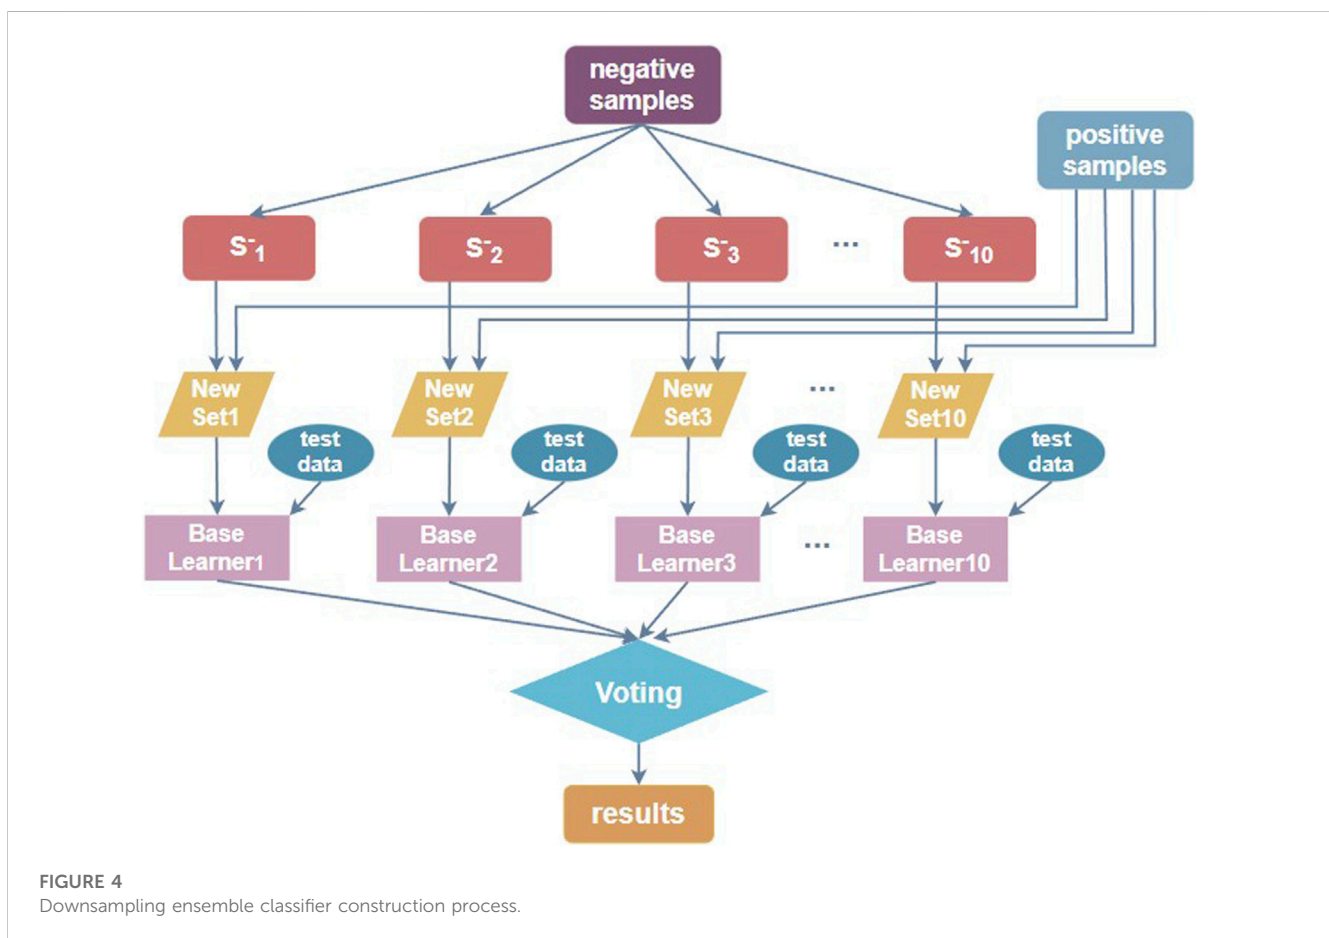 negative
samples
positive
samples
S-1
S-2
S-3
...
S-10
New
Set1
New
Set2
New
Set3
...
New
Set10
test
data
test
data
test
data
test
data
Base
Learner1
Base
Learner2
Base
Learner3
...
Base
Learner10
Voting
results
FIGURE 4
Downsampling ensemble classifier construction process.